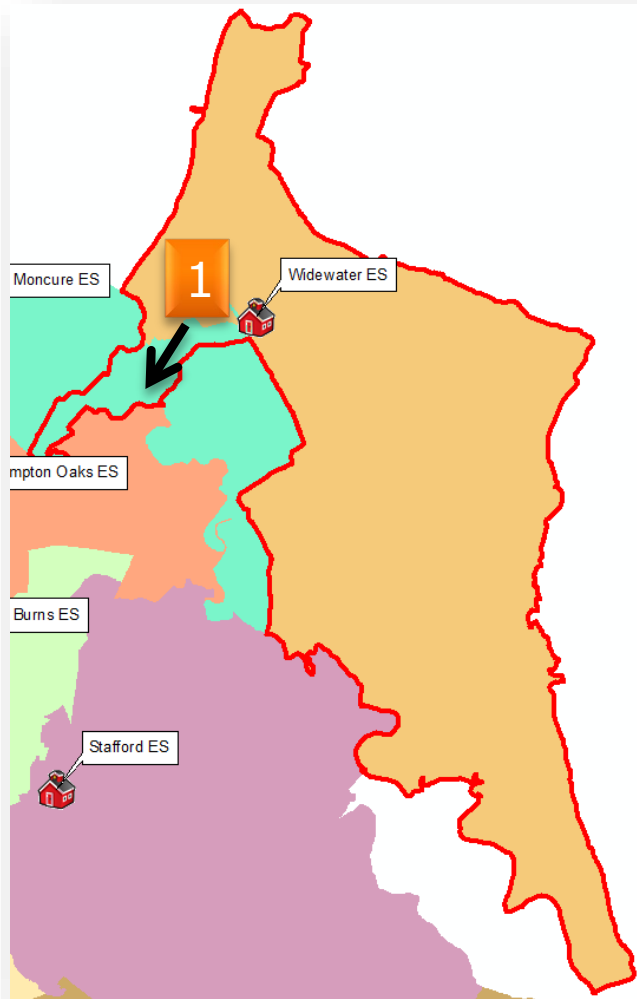 1
Moncure ES
Widewater ES
mpton Oaks ES
Burns ES
Stafford ES